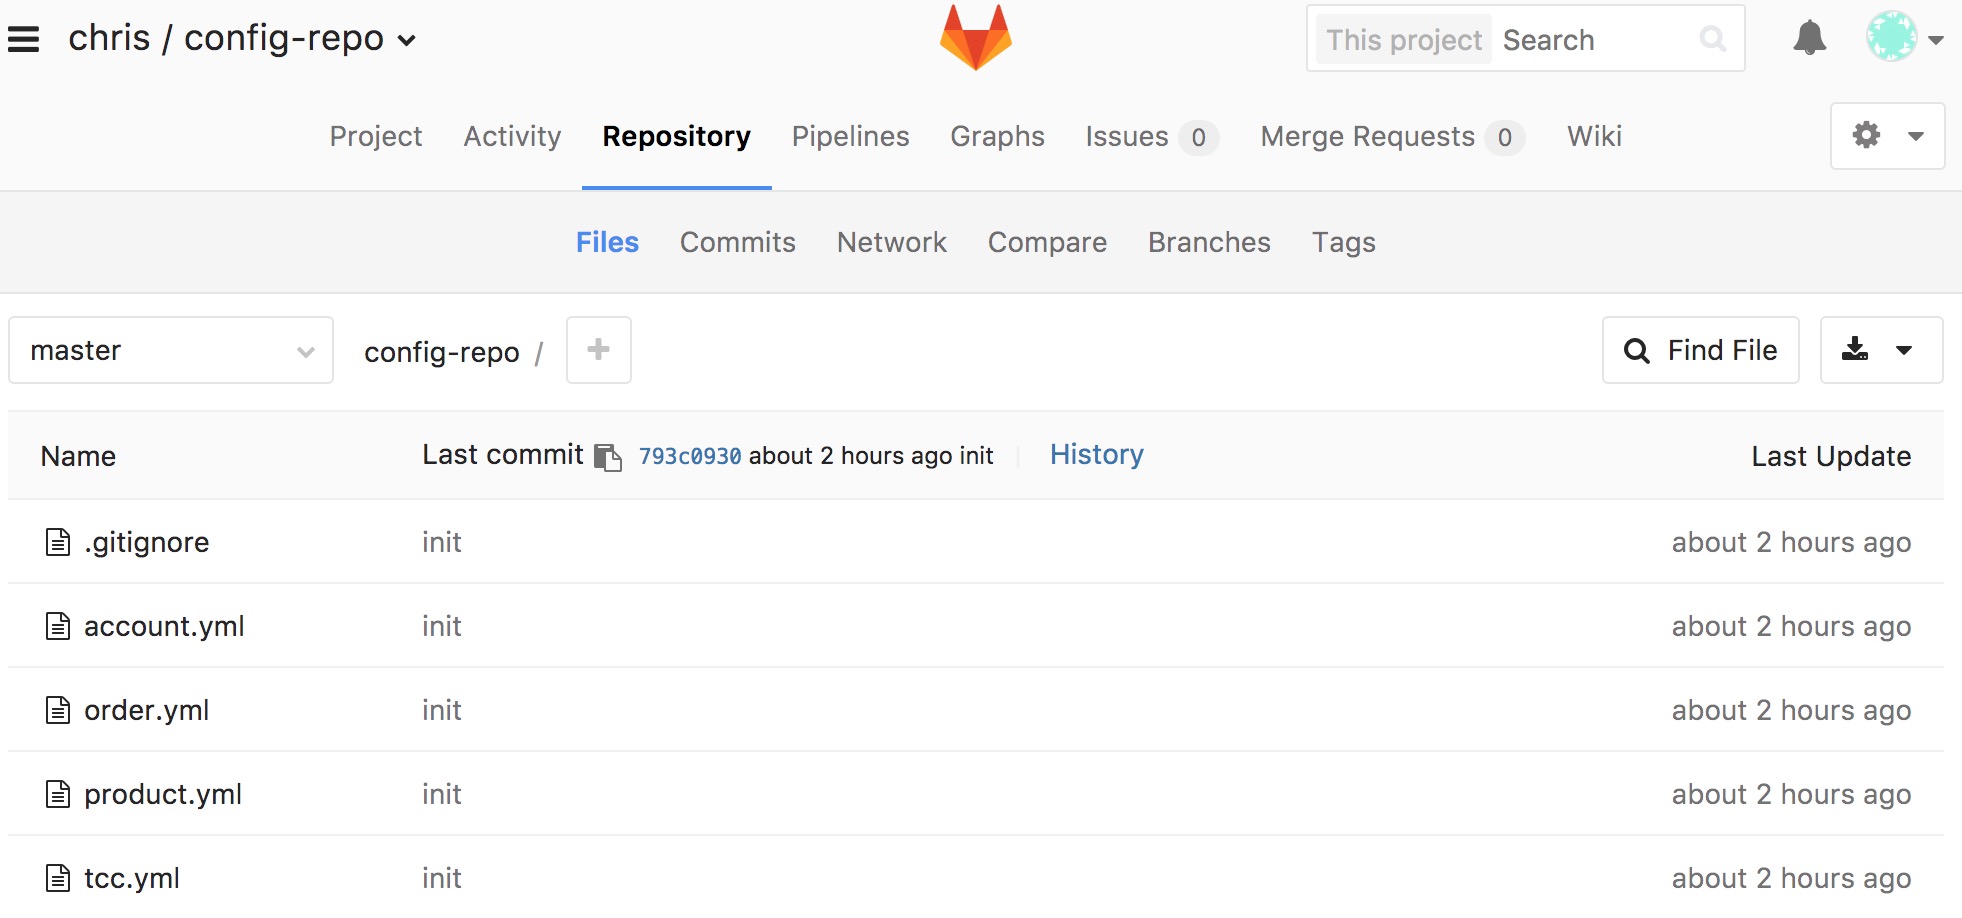 chris / config-repo
This project Search
Project Activity Repository Pipelines Graphs Issues 0 Merge Requests 0 Wiki
Files Commits Network Compare Branches Tags
master config-repo / + Find File
Name Last commit 793c0930 about 2 hours ago init History Last Update
.gitignore init about 2 hours ago
account.yml init about 2 hours ago
order.yml init about 2 hours ago
product.yml init about 2 hours ago
tcc.yml init about 2 hours ago